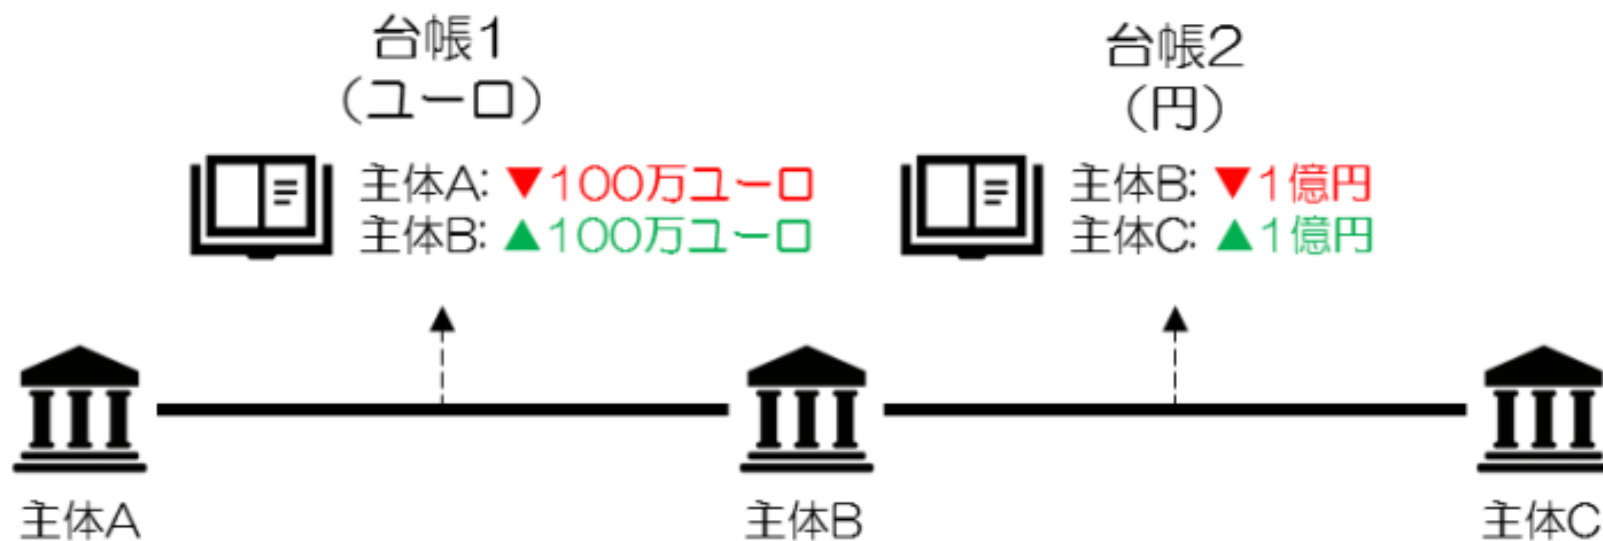 台帳1
（ユーロ）
主体A: ▼100万ユーロ
主体B: ▲100万ユーロ
台帳2
（円）
主体B: ▼1億円
主体C: ▲1億円
主体A
主体B
主体C